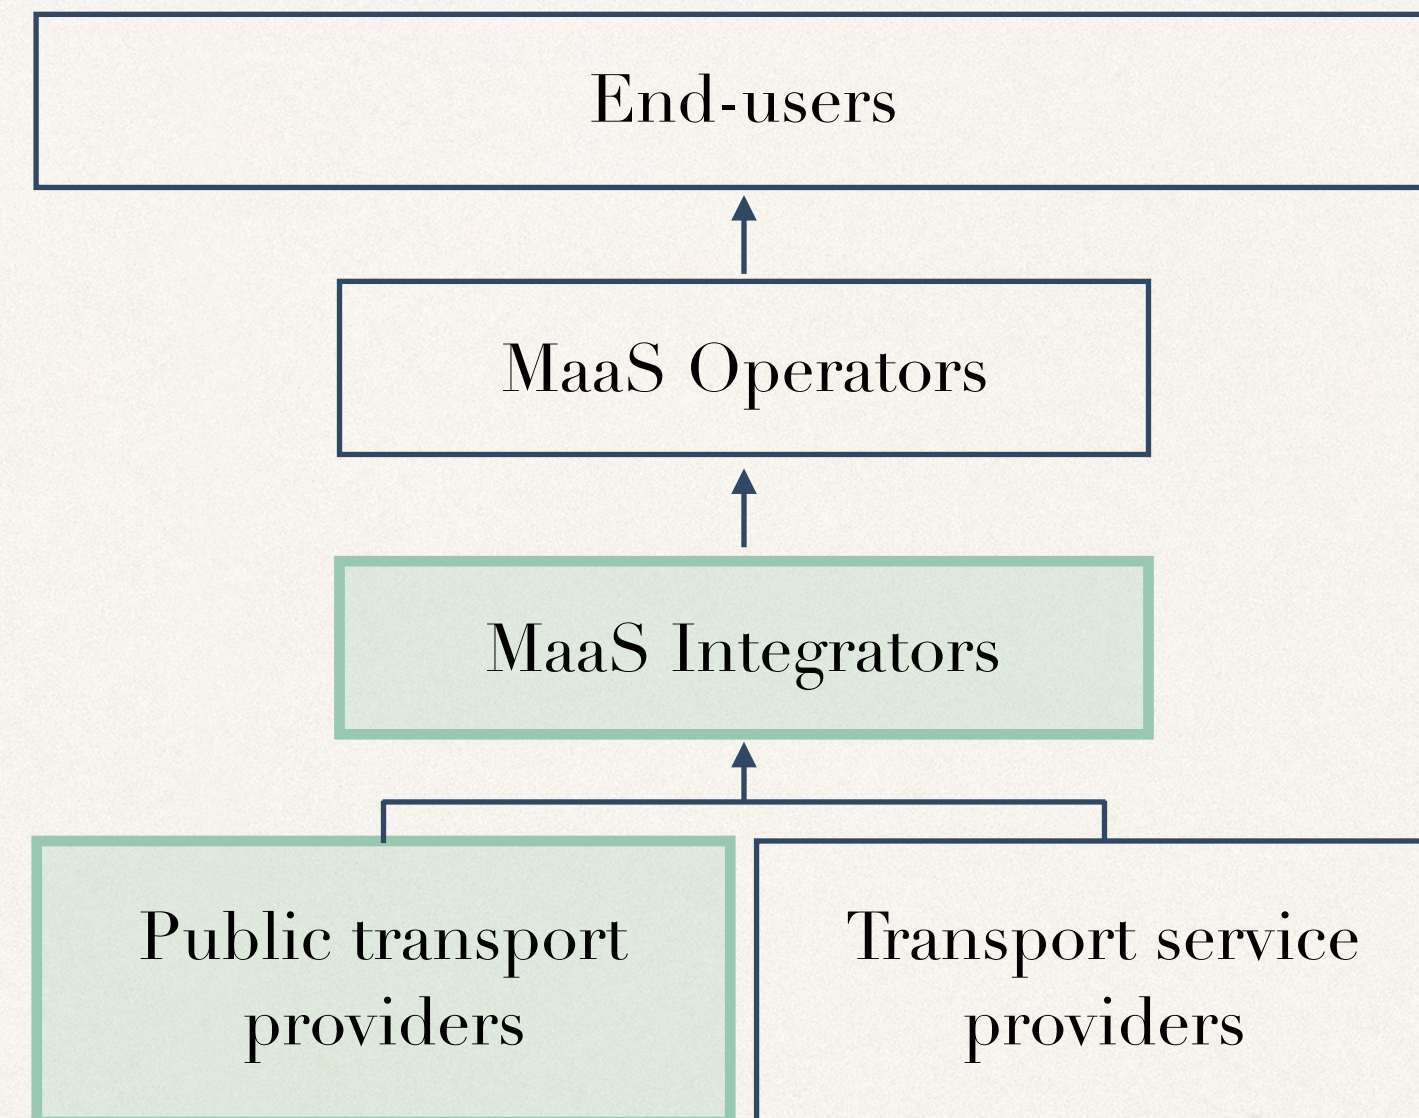 End-users
MaaS Operators
MaaS Integrators
Public transport
providers
Transport service
providers